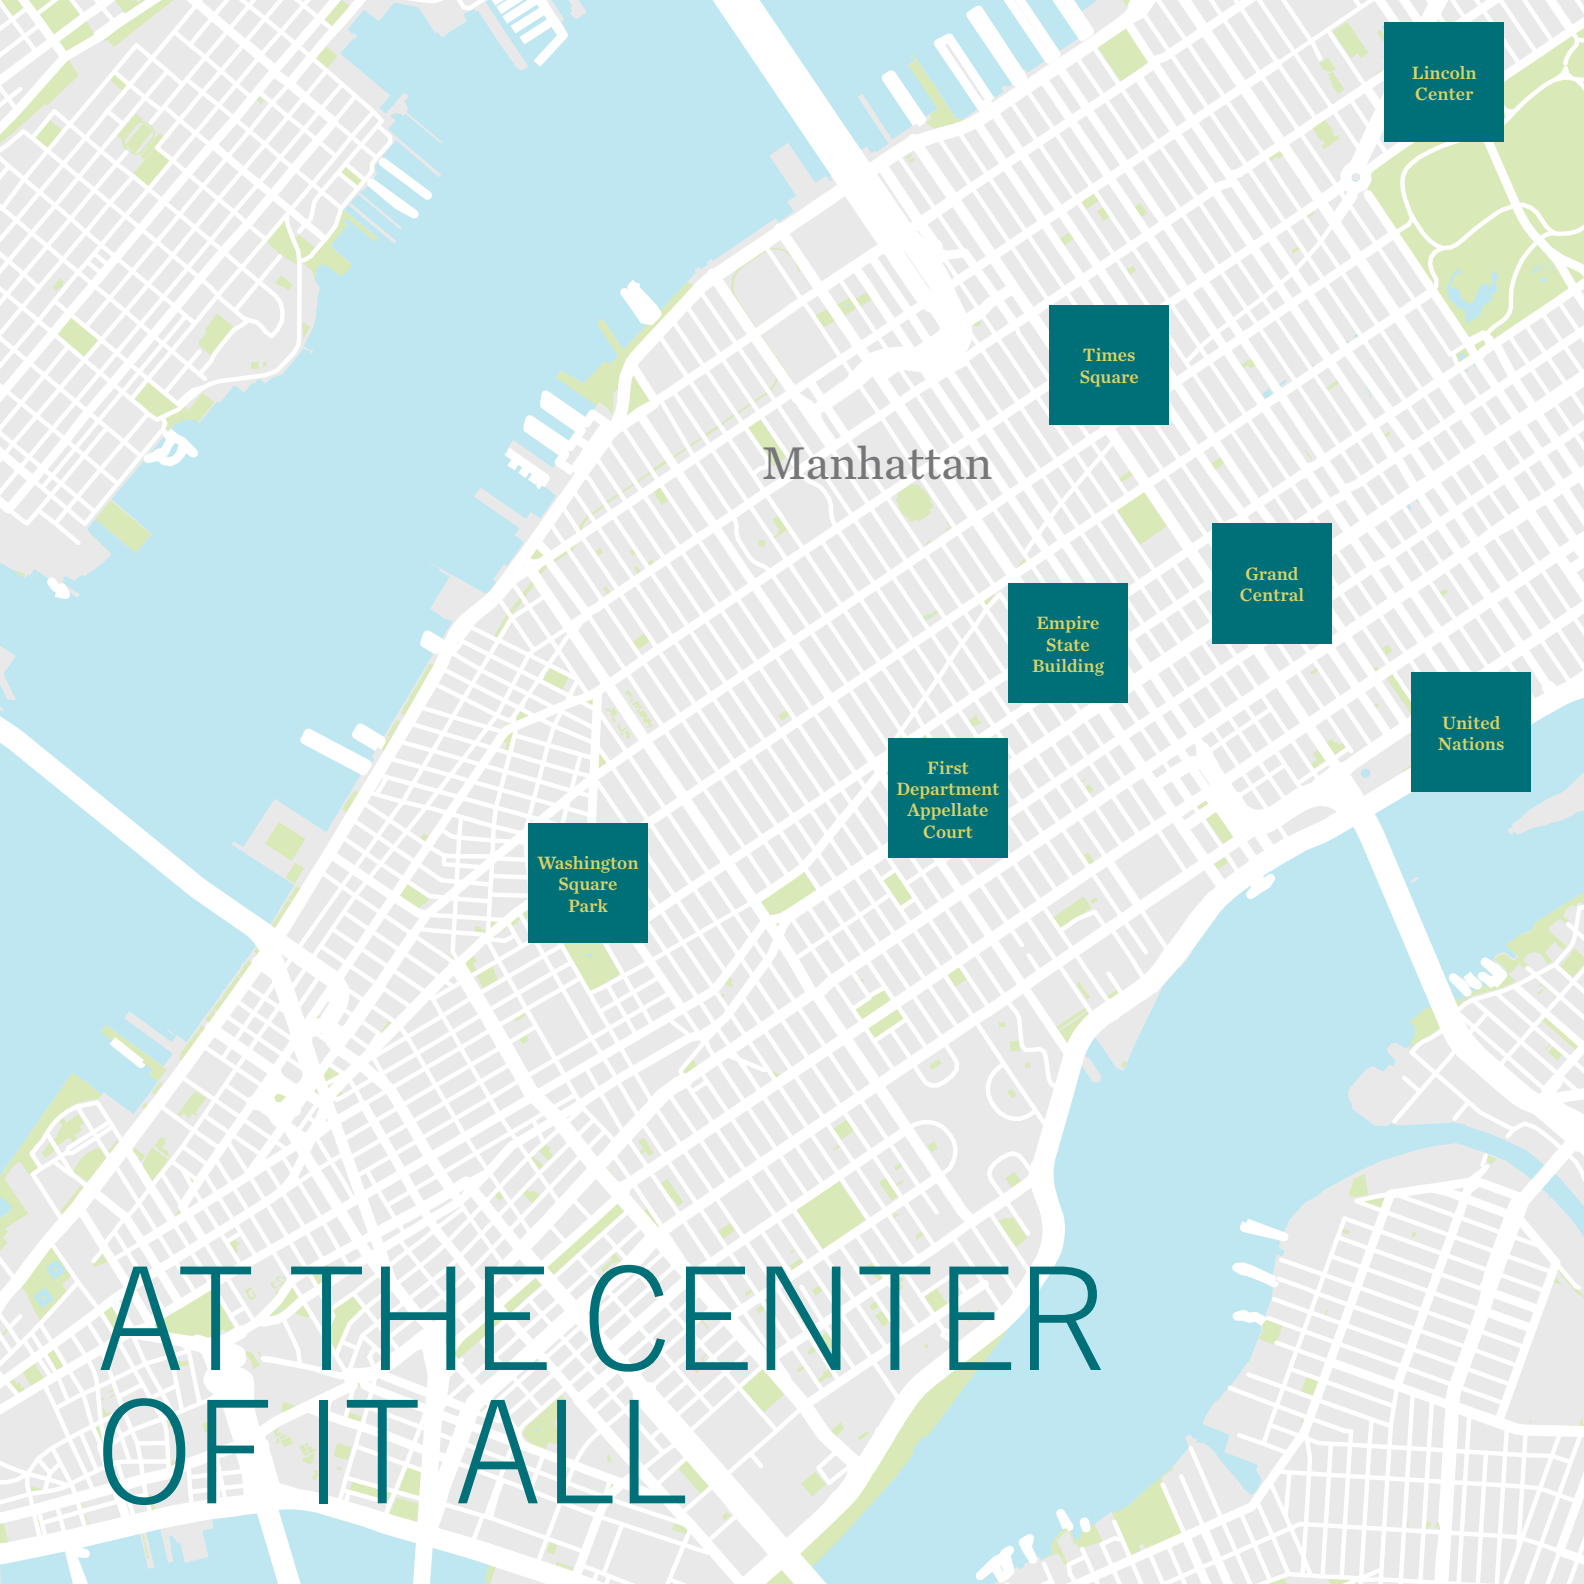 Lincoln
Center
Times
Square
Manhattan
Grand
Central
Empire
State
Building
United
Nations
First
Department
Appellate
Court
Washington
Square
Park
AT THE CENTER
OF IT ALL